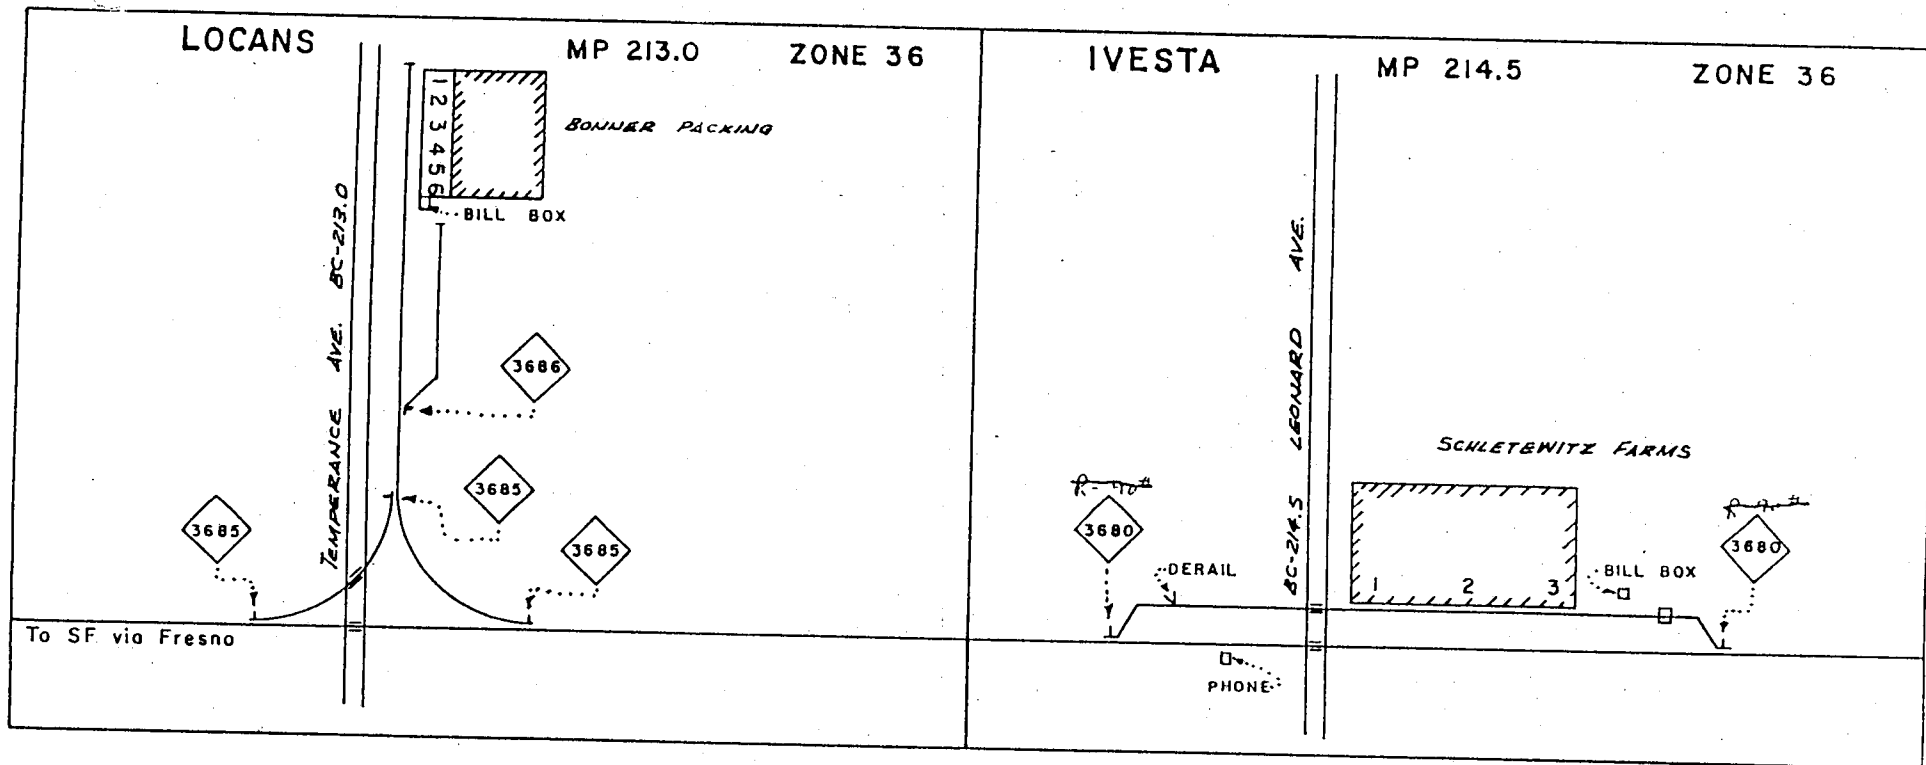 LOCANS MP 213.0 ZONE 36
1
2
3
4
5
6
BONNER PACKING
BILL BOX
TEMPERANCE AVE. BC-213.0
3686
3685
3685
3685
To SF via Fresno
IVESTA MP 214.5 ZONE 36
BC-214.5 LEONARD AVE.
SCHLETEWITZ FARMS
3680
3680
DERAIL
1 2 3
BILL BOX
PHONE